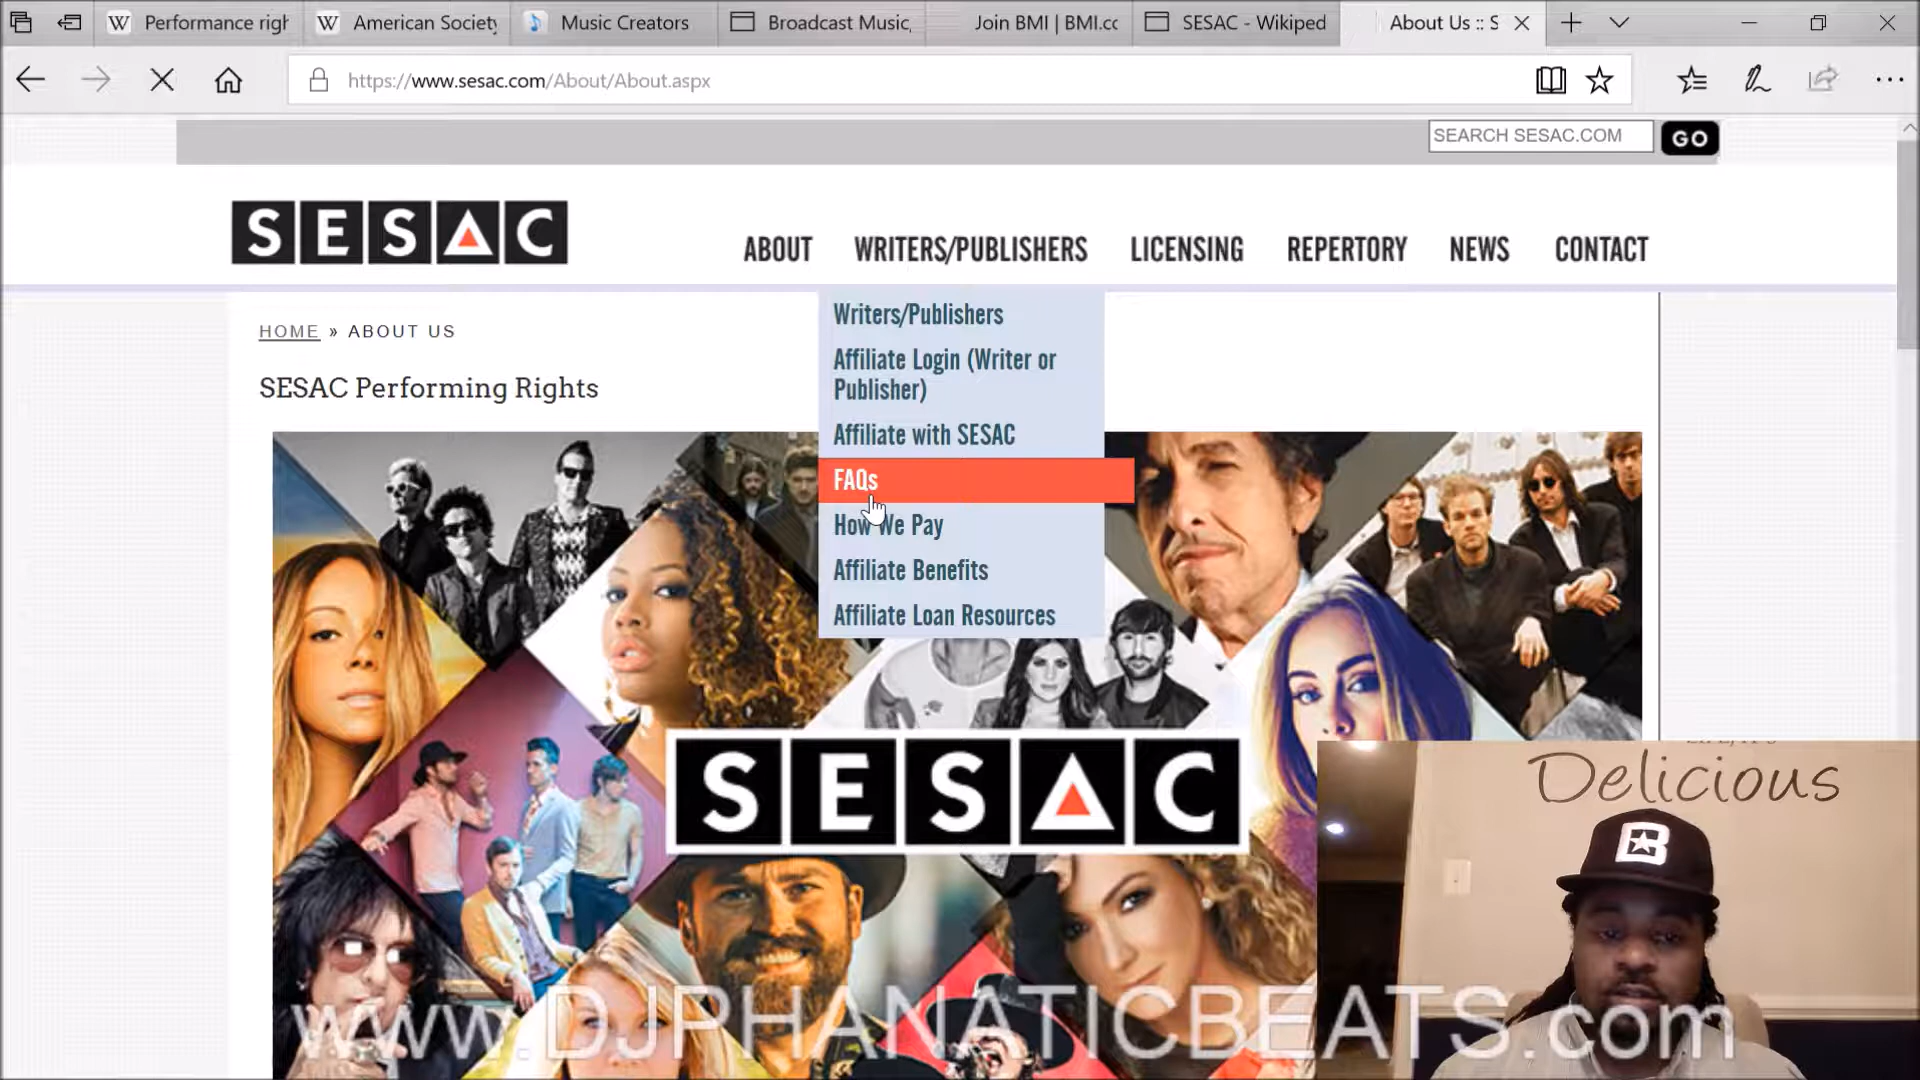 Performance righ
American Society
Music Creators
Broadcast Music,
Join BMI | BMI.cc
SESAC - Wikiped
About Us :: S
https://www.sesac.com/About/About.aspx
SEARCH SESAC.COM
GO
SESAC
ABOUT
WRITERS/PUBLISHERS
LICENSING
REPERTORY
NEWS
CONTACT
HOME » ABOUT US
SESAC Performing Rights
Writers/Publishers
Affiliate Login (Writer or
Publisher)
Affiliate with SESAC
FAQs
How We Pay
Affiliate Benefits
Affiliate Loan Resources
SESAC
Delicious
B
www.DJPHANATICBEATS.com